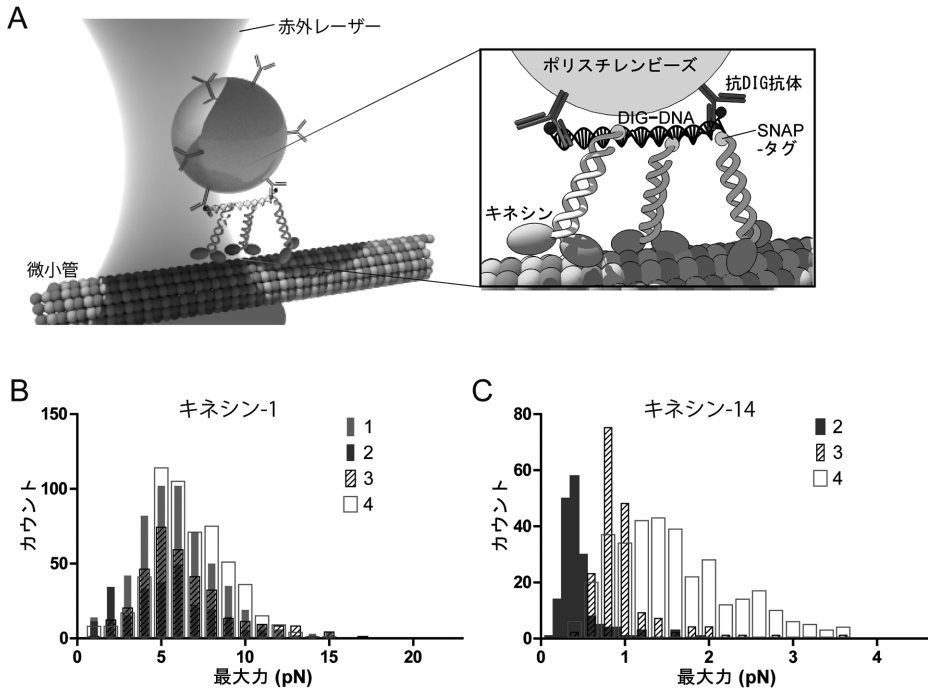 A
赤外レーザー
ポリスチレンビーズ
抗DIG抗体
DIG-DNA
SNAP
-タグ
キネシン
微小管
B
キネシン-1
カウント
150
100
50
0
1
2
3
4
0
5
10
15
20
最大力 (pN)
C
キネシン-14
カウント
80
60
40
20
0
2
3
4
0
1
2
3
4
最大力 (pN)